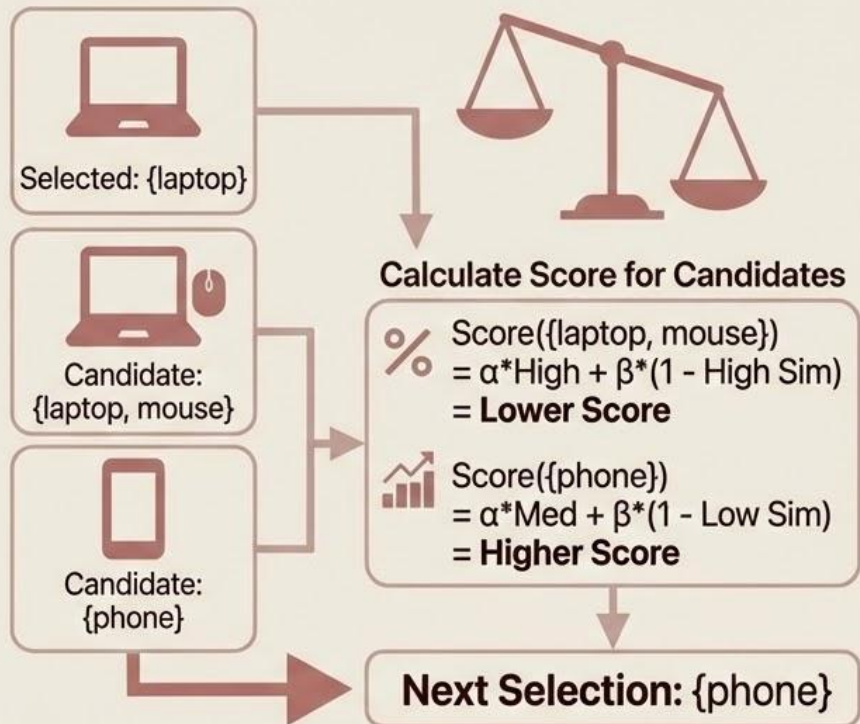 Selected: {laptop}
Candidate:
{laptop, mouse}
Candidate:
{phone}
Calculate Score for Candidates
% Score({laptop, mouse})
= α*High + β*(1 - High Sim)
= Lower Score
Score({phone})
= α*Med + β*(1 - Low Sim)
= Higher Score
Next Selection: {phone}